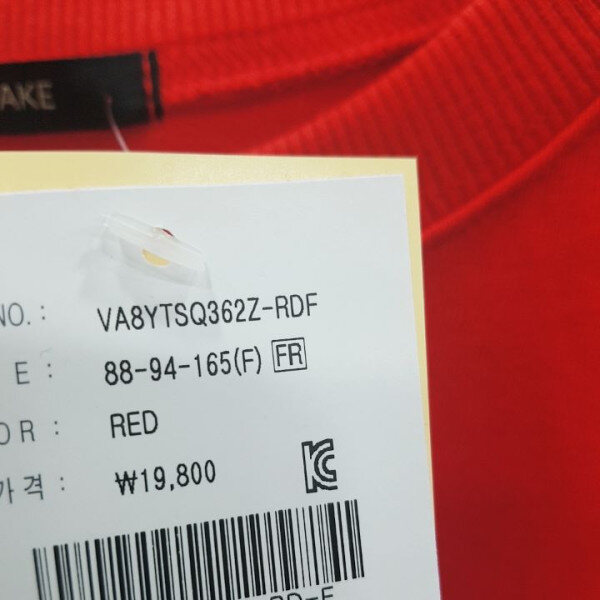 AKE
NO.: VA8YTSQ362Z-RDF
E : 88-94-165(F) FR
OR : RED
가격 : ₩19,800